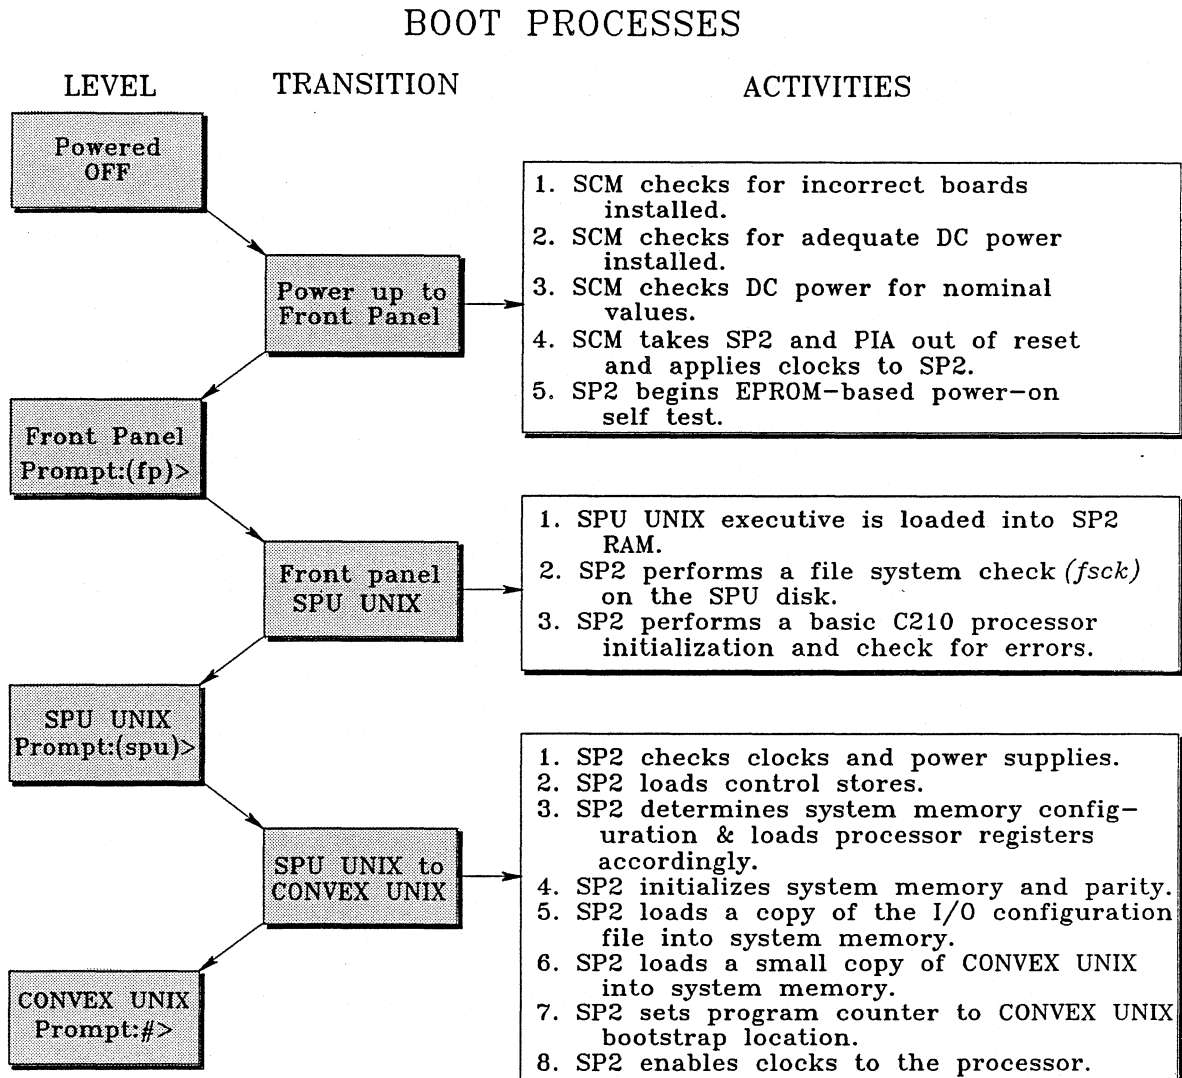 BOOT PROCESSES
LEVEL
TRANSITION
ACTIVITIES
Powered
OFF
Power up to
Front Panel
1. SCM checks for incorrect boards
installed.
2. SCM checks for adequate DC power
installed.
3. SCM checks DC power for nominal
values.
4. SCM takes SP2 and PIA out of reset
and applies clocks to SP2.
5. SP2 begins EPROM-based power-on
self test.
Front Panel
Prompt:(fp)>
Front panel
SPU UNIX
1. SPU UNIX executive is loaded into SP2
RAM.
2. SP2 performs a file system check (fsck)
on the SPU disk.
3. SP2 performs a basic C210 processor
initialization and check for errors.
SPU UNIX
Prompt:(spu)>
SPU UNIX to
CONVEX UNIX
1. SP2 checks clocks and power supplies.
2. SP2 loads control stores.
3. SP2 determines system memory config-
uration & loads processor registers
accordingly.
4. SP2 initializes system memory and parity.
5. SP2 loads a copy of the I/O configuration
file into system memory.
6. SP2 loads a small copy of CONVEX UNIX
into system memory.
7. SP2 sets program counter to CONVEX UNIX
bootstrap location.
8. SP2 enables clocks to the processor.
CONVEX UNIX
Prompt:#>